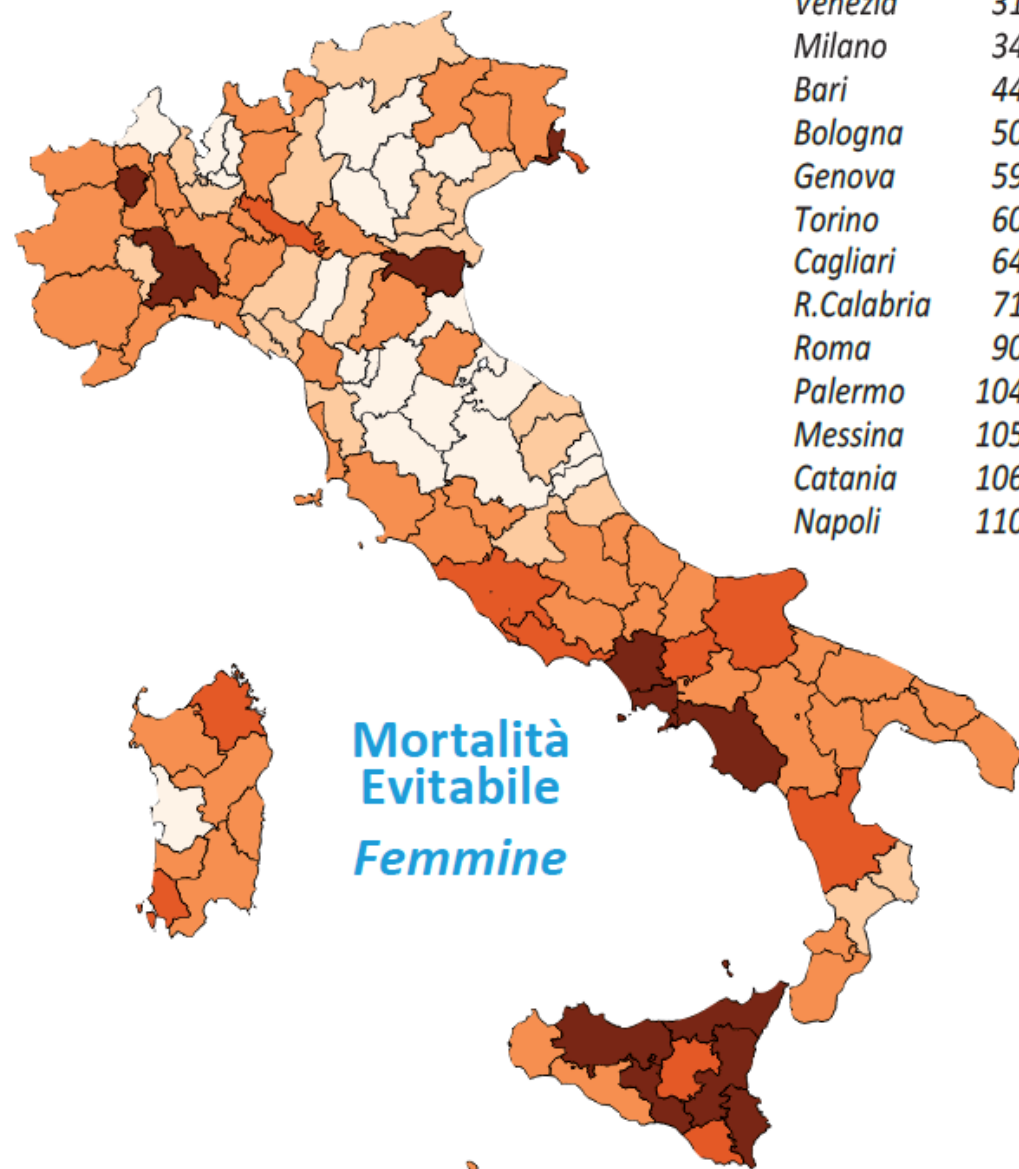 Venezia 31
Milano 34
Bari 44
Bologna 50
Genova 59
Torino 60
Cagliari 64
R.Calabria 71
Roma 90
Palermo 104
Messina 105
Catania 106
Napoli 110
Mortalità
Evitabile
Femmine